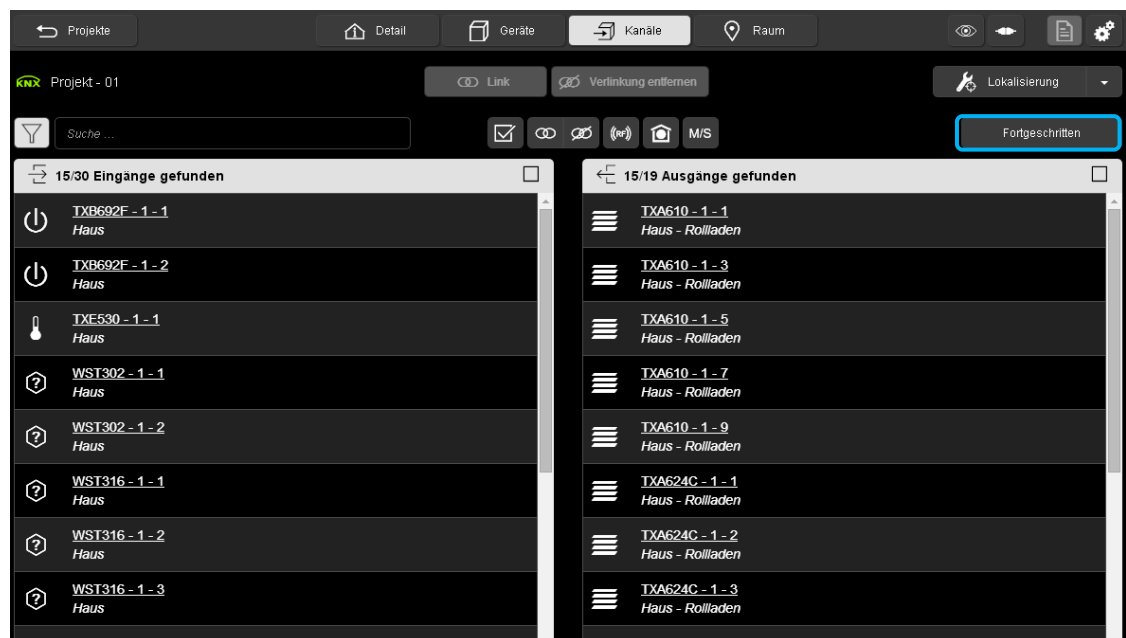 Projekte
Detail
Geräte
Kanäle
Raum
KNX Projekt - 01
Link
Verlinkung entfernen
Lokalisierung
Suche ...
RF
M/S
Fortgeschritten
15/30 Eingänge gefunden
TXB692F - 1 - 1
Haus
TXB692F - 1 - 2
Haus
TXE530 - 1 - 1
Haus
WST302 - 1 - 1
Haus
WST302 - 1 - 2
Haus
WST316 - 1 - 1
Haus
WST316 - 1 - 2
Haus
WST316 - 1 - 3
Haus
15/19 Ausgänge gefunden
TXA610 - 1 - 1
Haus - Rollladen
TXA610 - 1 - 3
Haus - Rollladen
TXA610 - 1 - 5
Haus - Rollladen
TXA610 - 1 - 7
Haus - Rollladen
TXA610 - 1 - 9
Haus - Rollladen
TXA624C - 1 - 1
Haus - Rollladen
TXA624C - 1 - 2
Haus - Rollladen
TXA624C - 1 - 3
Haus - Rollladen